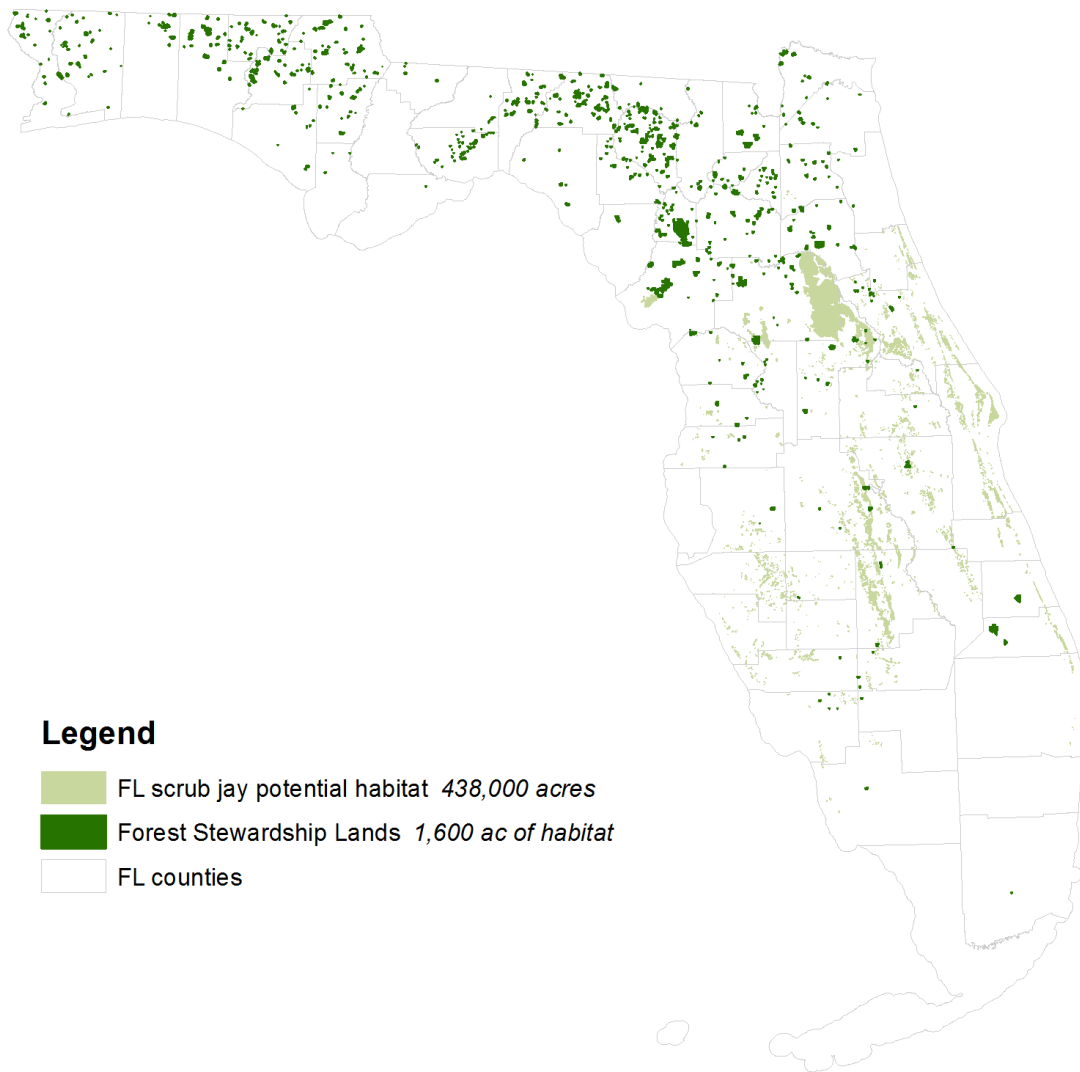 Legend
FL scrub jay potential habitat 438,000 acres
Forest Stewardship Lands 1,600 ac of habitat
FL counties